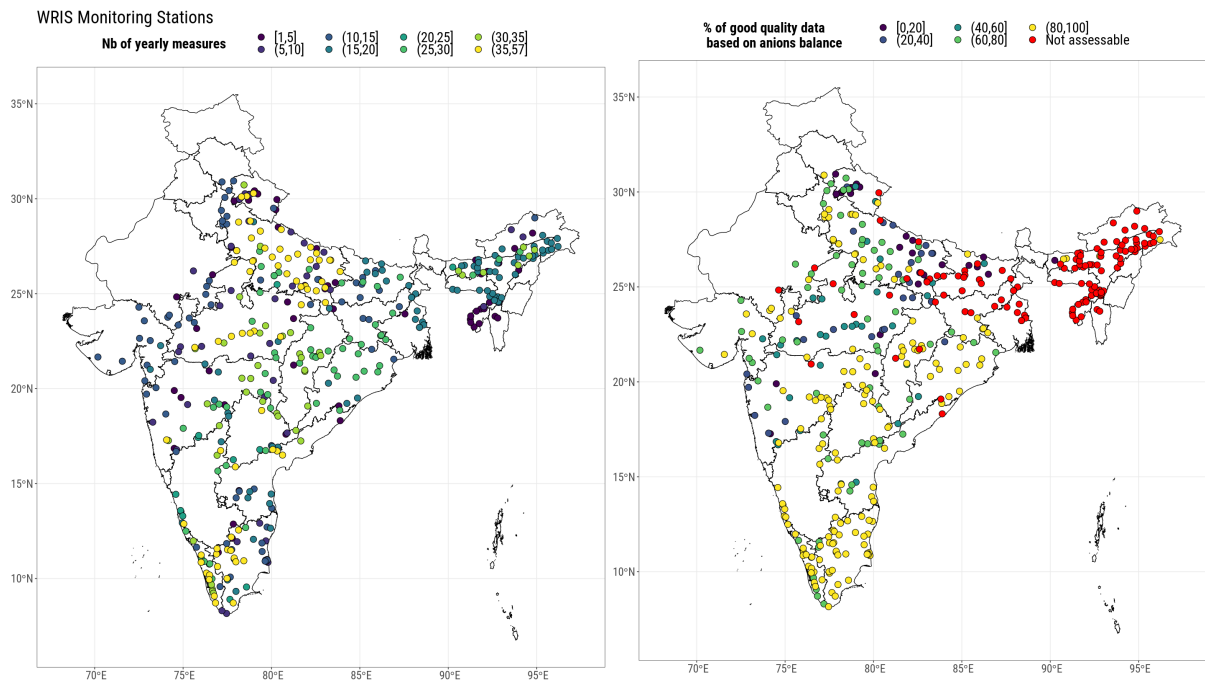 WRIS Monitoring Stations
Nb of yearly measures
[1,5] (10,15] (20,25] (30,35]
(5,10] (15,20] (25,30] (35,57]
35°N
30°N
25°N
20°N
15°N
10°N
70°E 75°E 80°E 85°E 90°E 95°E
% of good quality data
based on anions balance
[0,20] (40,60] (80,100]
(20,40] (60,80] Not assessable
35°N
30°N
25°N
20°N
15°N
10°N
70°E 75°E 80°E 85°E 90°E 95°E